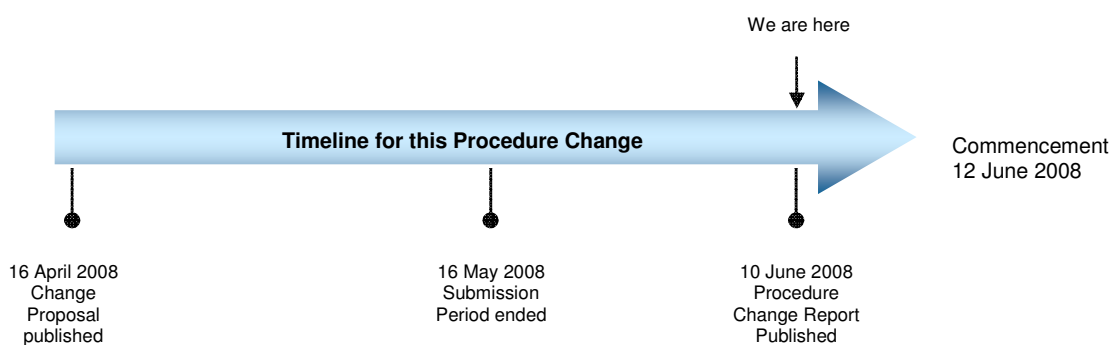 We are here
Timeline for this Procedure Change
Commencement
12 June 2008
16 April 2008
Change
Proposal
published
16 May 2008
Submission
Period ended
10 June 2008
Procedure
Change Report
Published